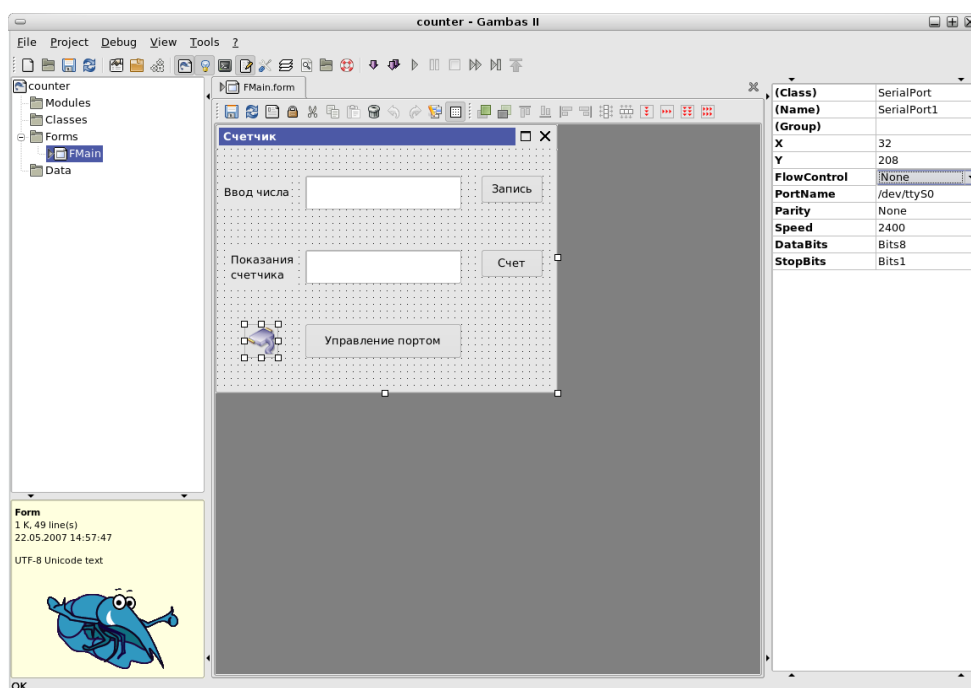 counter - Gambas II
File Project Debug View Tools ?
counter
Modules
Classes
Forms
FMain
Data
FMain.form
Счетчик
Ввод числа
Запись
Показания
счетчика
Счет
Управление портом
(Class) SerialPort
(Name) SerialPort1
(Group)
X 32
Y 208
FlowControl None
PortName /dev/ttyS0
Parity None
Speed 2400
DataBits Bits8
StopBits Bits1
Form
1 K, 49 line(s)
22.05.2007 14:57:47
UTF-8 Unicode text
OK